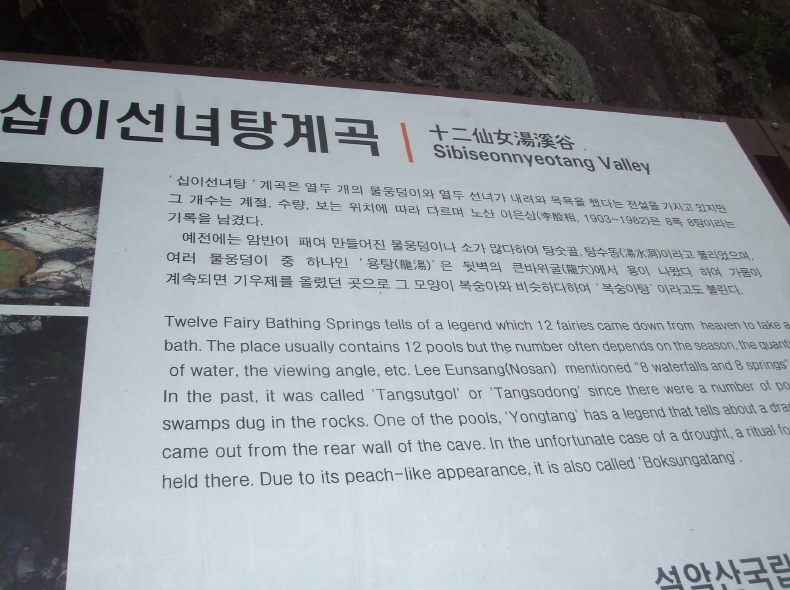 십이선녀탕계곡
十二仙女湯溪谷
Sibiseonnyeotang Valley
'십이선녀탕' 계곡은 열두 개의 물웅덩이와 열두 선녀가 내려와 목욕을 했다는 전설을 가지고 있지만
그 개수는 계절, 수량, 보는 위치에 따라 다르며 노산 이은상(李殷相, 1903~1982)은 8폭 8탕이라는
기록을 남겼다.
예전에는 암반이 패여 만들어진 물웅덩이나 소가 많다하여 탕숫골, 탕수동(湯水洞)이라고 불리었으며,
여러 물웅덩이 중 하나인 '용탕(龍湯)'은 뒷벽의 큰바위굴(龍穴)에서 용이 나왔다 하여 가뭄이
계속되면 기우제를 올렸던 곳으로 그 모양이 복숭아와 비슷하다하여 '복숭아탕' 이라고도 불린다.
Twelve Fairy Bathing Springs tells of a legend which 12 fairies came down from heaven to take a
bath. The place usually contains 12 pools but the number often depends on the season, the quanti
of water, the viewing angle, etc. Lee Eunsang(Nosan) mentioned "8 waterfalls and 8 springs"
In the past, it was called 'Tangsutgol' or 'Tangsodong' since there were a number of po
swamps dug in the rocks. One of the pools, 'Yongtang' has a legend that tells about a dra
came out from the rear wall of the cave. In the unfortunate case of a drought, a ritual fo
held there. Due to its peach-like appearance, it is also called 'Boksungatang'.
설악산국립